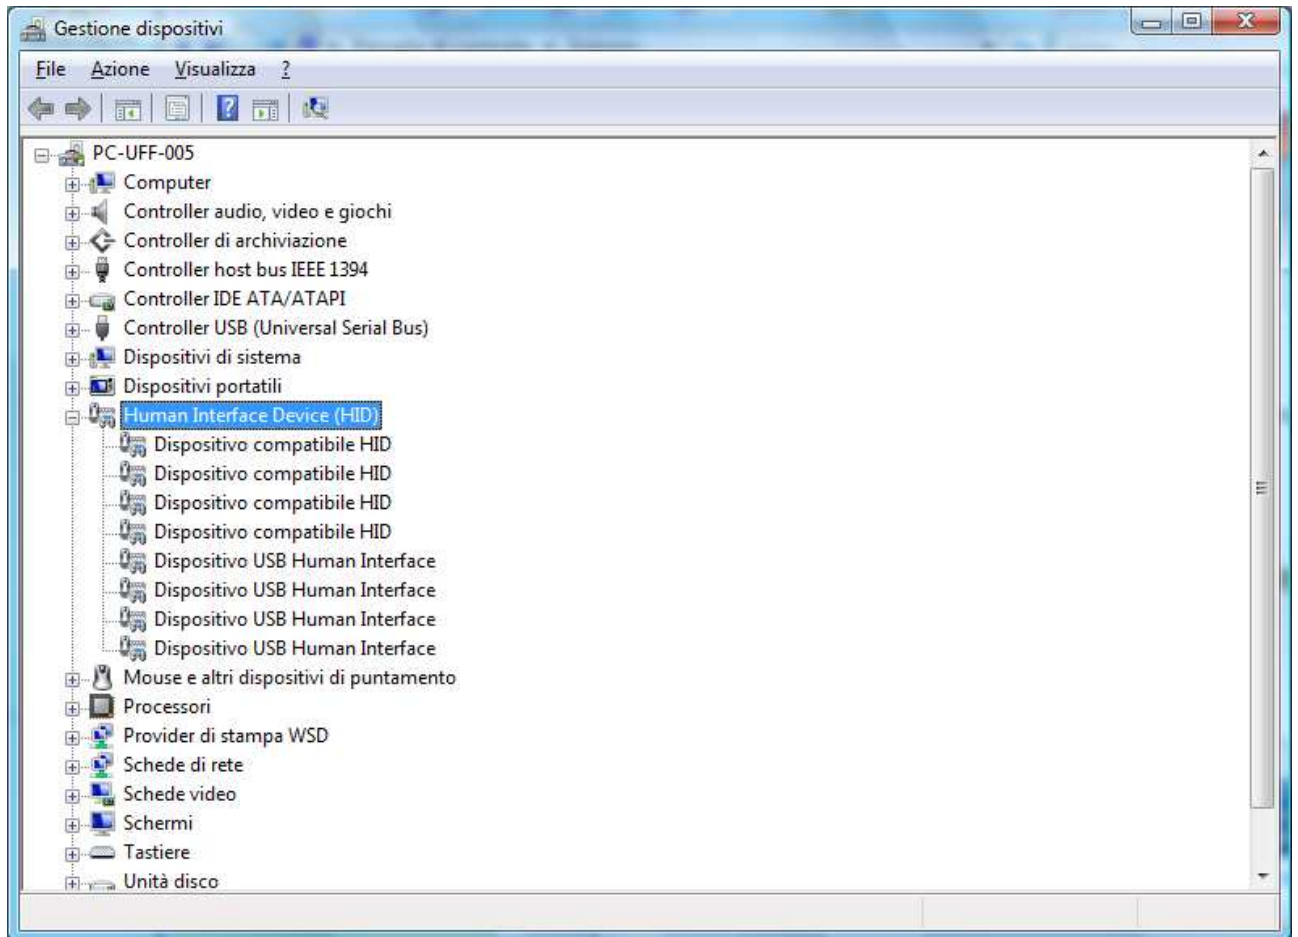 Gestione dispositivi
File Azione Visualizza ?
PC-UFF-005
Computer
Controller audio, video e giochi
Controller di archiviazione
Controller host bus IEEE 1394
Controller IDE ATA/ATAPI
Controller USB (Universal Serial Bus)
Dispositivi di sistema
Dispositivi portatili
Human Interface Device (HID)
Dispositivo compatibile HID
Dispositivo compatibile HID
Dispositivo compatibile HID
Dispositivo compatibile HID
Dispositivo USB Human Interface
Dispositivo USB Human Interface
Dispositivo USB Human Interface
Dispositivo USB Human Interface
Mouse e altri dispositivi di puntamento
Processori
Provider di stampa WSD
Schede di rete
Schede video
Schermi
Tastiere
Unità disco